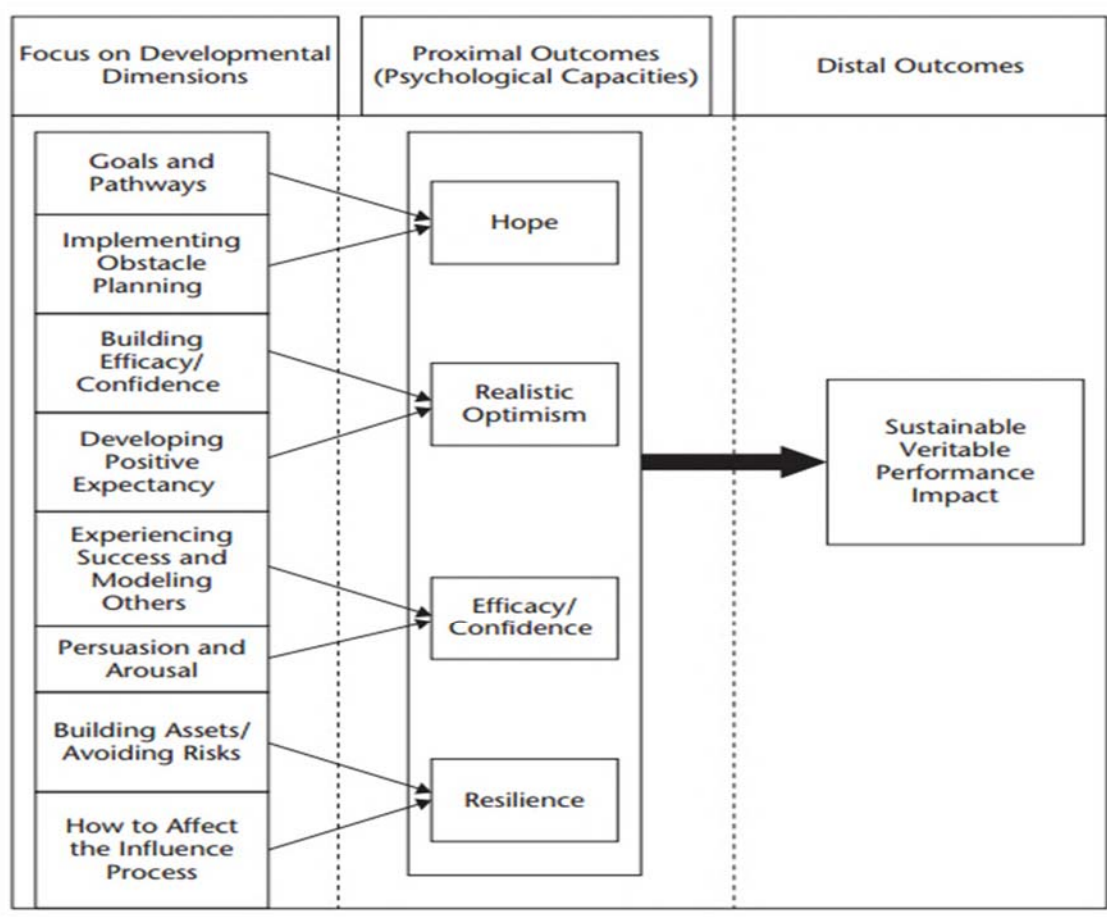 Focus on Developmental
Dimensions
Proximal Outcomes
(Psychological Capacities)
Distal Outcomes
Goals and
Pathways
Implementing
Obstacle
Planning
Building
Efficacy/
Confidence
Developing
Positive
Expectancy
Experiencing
Success and
Modeling
Others
Persuasion and
Arousal
Building Assets/
Avoiding Risks
How to Affect
the Influence
Process
Hope
Realistic
Optimism
Efficacy/
Confidence
Resilience
Sustainable
Veritable
Performance
Impact